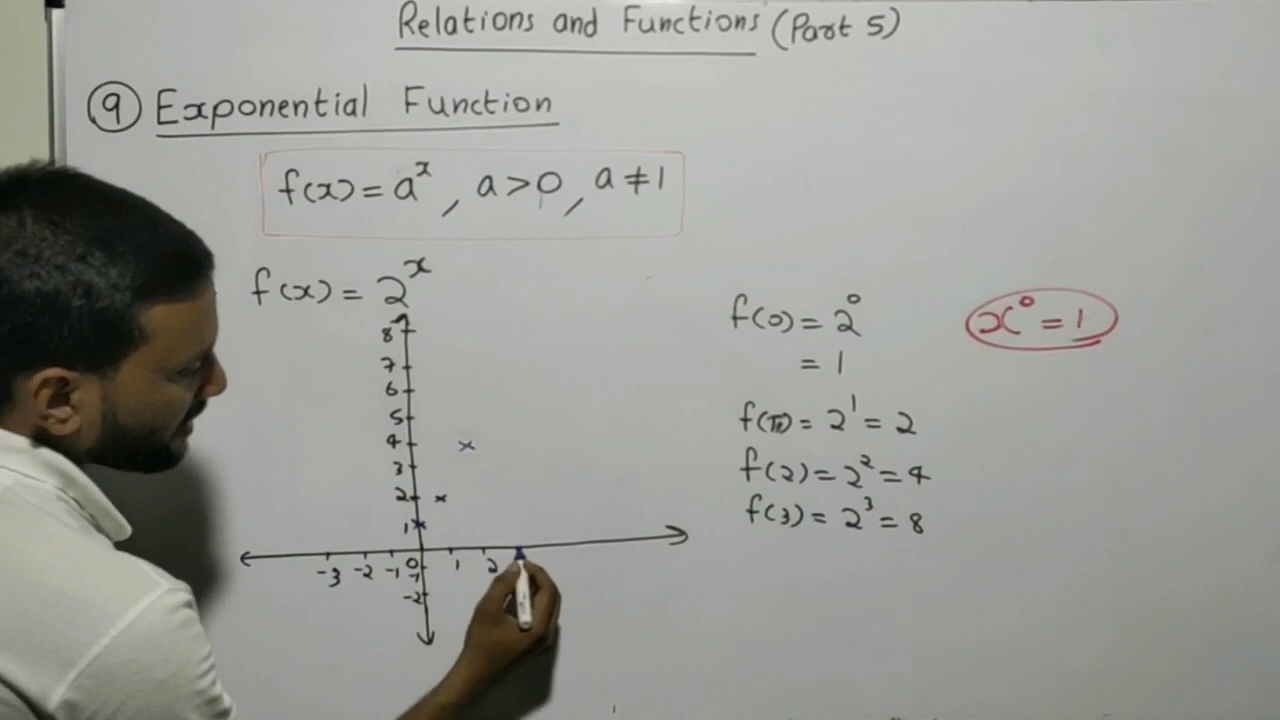 Relations and Functions (Part 5)
9 Exponential Function
f(x) = a^x , a > 0 , a ≠ 1
f(x) = 2^x
8
7
6
5
4
3
2
1
-3 -2 -1 0 1 2
-1
-2
f(0) = 2^0
= 1
x^0 = 1
= 2^1 = 2
f(2) = 2^2 = 4
f(3) = 2^3 = 8